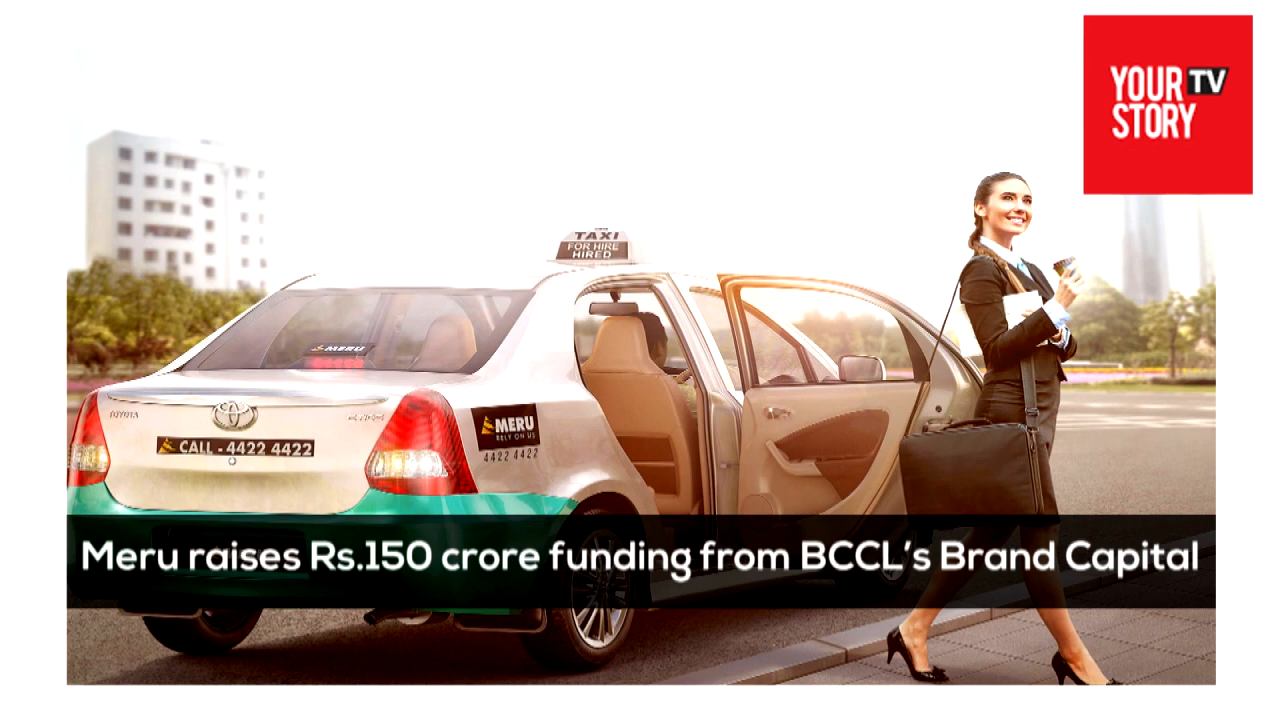 YOUR TV
STORY
TAXI
FOR HIRE
HIRED
MERU
TOYOTA
CALL - 4422 4422
MERU
RELY ON US
4422 4422
Meru raises Rs.150 crore funding from BCCL's Brand Capital